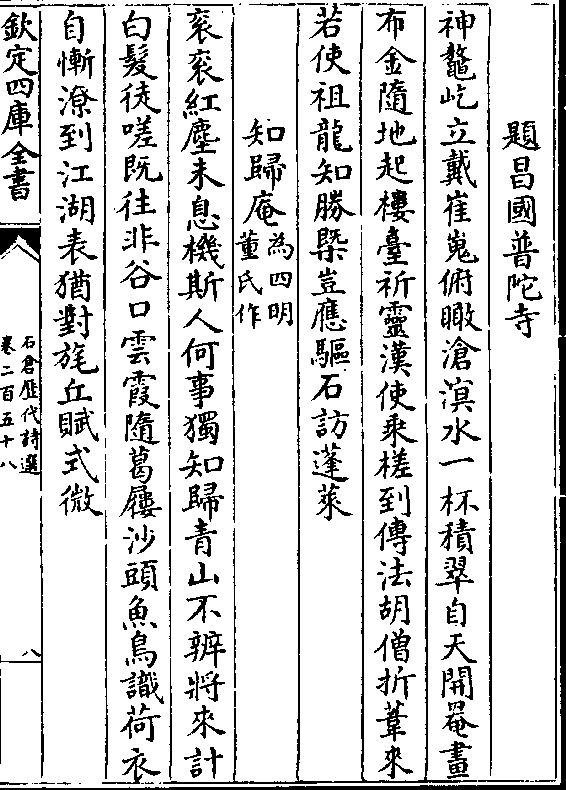 題昌國普陀寺
神鼇屹立戴崔嵬俯瞰滄溟水一杯積翠自天開罨畫
布金隨地起樓臺祈靈漢使乗槎到傳法胡僧折葦來
若使祖龍知勝槩豈應驅石訪蓬萊
知歸庵為四明董氏作
衮衮紅塵未息機斯人何事獨知歸青山不辨將來計
白髮徒嗟既往非谷口雲霞隨葛屨沙頭魚鳥識荷衣
自慚潦到江湖表猶對旄丘賦式微
欽定四庫全書
石倉歴代詩選
卷二百五十八
八